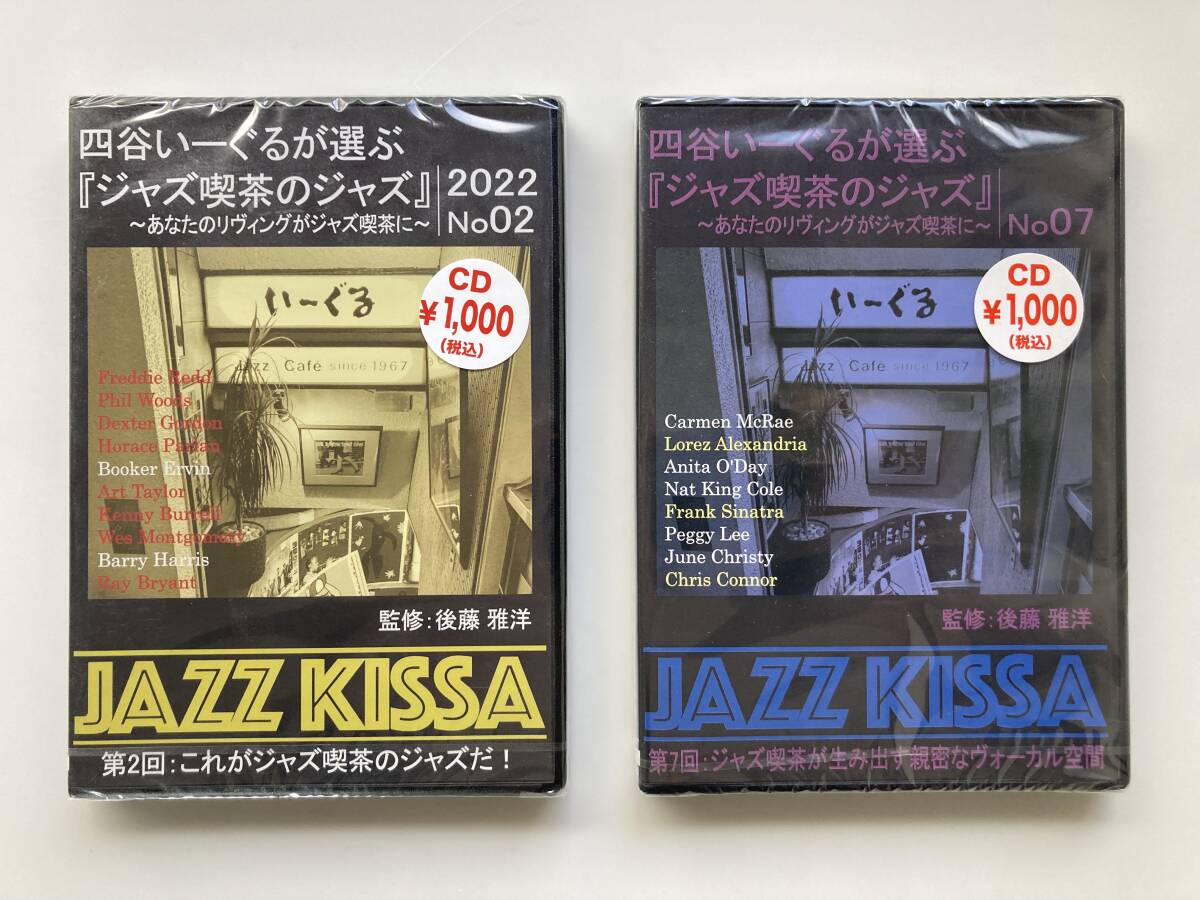 四谷いーぐるが選ぶ
『ジャズ喫茶のジャズ』
～あなたのリヴィングがジャズ喫茶に～
2022
No02
CD
¥1,000
(税込)
いーぐる
Jazz Café since 1967
Freddie Redd
Phil Woods
Dexter Gordon
Horace Parlan
Booker Ervin
Art Taylor
Kenny Burrell
Wes Montgomery
Barry Harris
Ray Bryant
監修:後藤 雅洋
JAZZ KISSA
第2回:これがジャズ喫茶のジャズだ!
四谷いーぐるが選ぶ
『ジャズ喫茶のジャズ』
～あなたのリヴィングがジャズ喫茶に～
No07
CD
¥1,000
(税込)
いーぐる
Jazz Café since 1967
Carmen McRae
Lorez Alexandria
Anita O'Day
Nat King Cole
Frank Sinatra
Peggy Lee
June Christy
Chris Connor
監修:後藤 雅洋
JAZZ KISSA
第7回:ジャズ喫茶が生み出す親密なヴォーカル空間